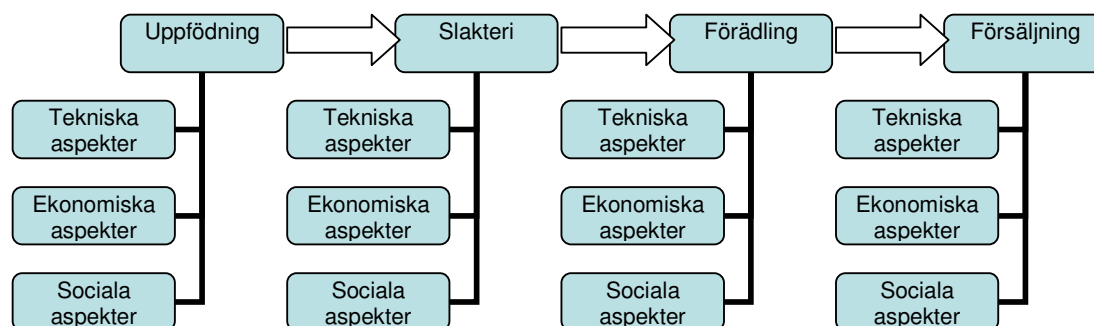 Uppfödning
Slakteri
Förädling
Försäljning
Tekniska
aspekter
Tekniska
aspekter
Tekniska
aspekter
Tekniska
aspekter
Ekonomiska
aspekter
Ekonomiska
aspekter
Ekonomiska
aspekter
Ekonomiska
aspekter
Sociala
aspekter
Sociala
aspekter
Sociala
aspekter
Sociala
aspekter